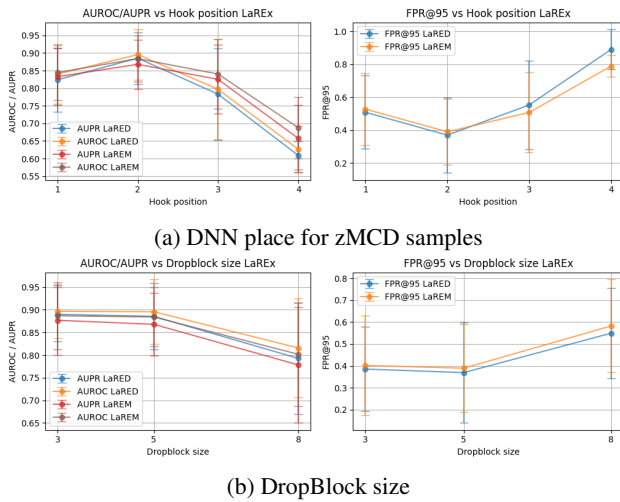 AUROC/AUPR vs Hook position LaREx
AUROC / AUPR
0.95
0.90
0.85
0.80
0.75
0.70
0.65
0.60
0.55
AUPR LaRED
AUROC LaRED
AUPR LaREM
AUROC LaREM
1
2
3
4
Hook position
FPR@95 vs Hook position LaREx
FPR@95
1.0
0.8
0.6
0.4
0.2
FPR@95 LaRED
FPR@95 LaREM
1
2
3
4
Hook position
(a) DNN place for zMCD samples
AUROC/AUPR vs Dropblock size LaREx
AUROC / AUPR
0.95
0.90
0.85
0.80
0.75
0.70
0.65
AUPR LaRED
AUROC LaRED
AUPR LaREM
AUROC LaREM
3
5
8
Dropblock size
FPR@95 vs Dropblock size LaREx
FPR@95
0.8
0.7
0.6
0.5
0.4
0.3
0.2
FPR@95 LaRED
FPR@95 LaREM
3
5
8
Dropblock size
(b) DropBlock size